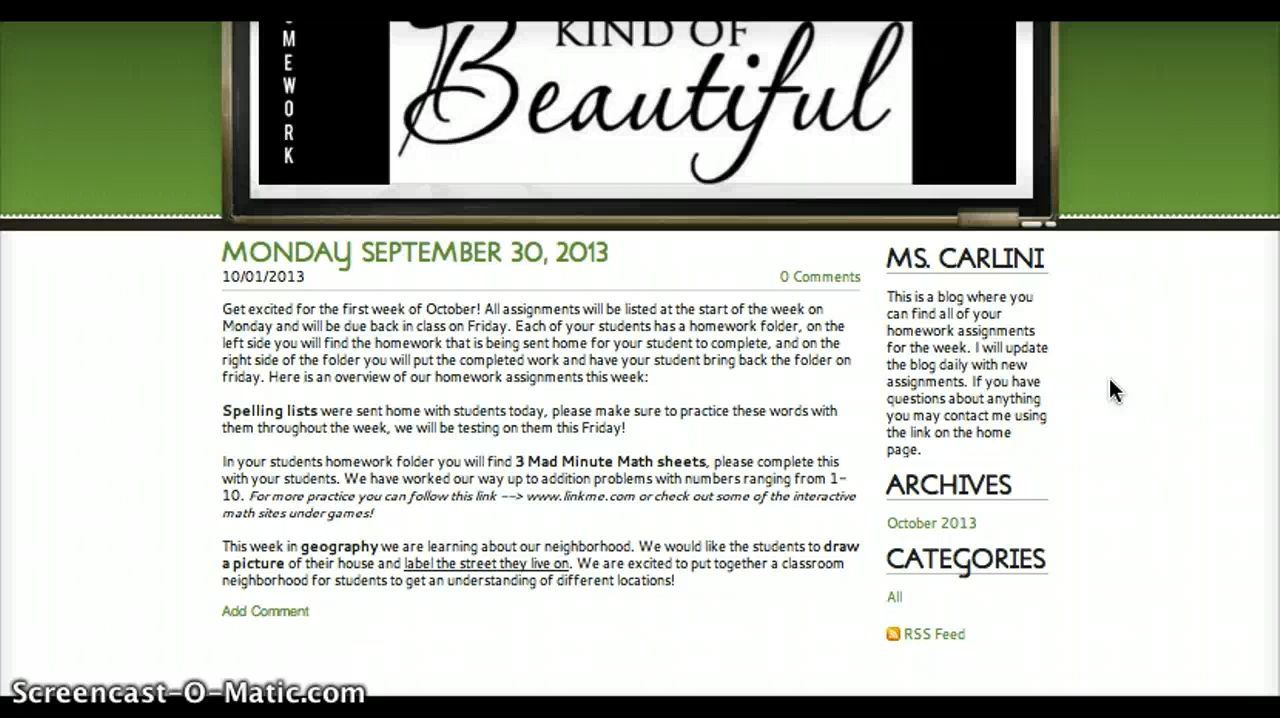 OMEWORK
KIND OF
Beautiful
MONDAY SEPTEMBER 30, 2013
10/01/2013
0 Comments
Get excited for the first week of October! All assignments will be listed at the start of the week on
Monday and will be due back in class on Friday. Each of your students has a homework folder, on the
left side you will find the homework that is being sent home for your student to complete, and on the
right side of the folder you will put the completed work and have your student bring back the folder on
friday. Here is an overview of our homework assignments this week:
Spelling lists were sent home with students today, please make sure to practice these words with
them throughout the week, we will be testing on them this Friday!
In your students homework folder you will find 3 Mad Minute Math sheets, please complete this
with your students. We have worked our way up to addition problems with numbers ranging from 1-
10. For more practice you can follow this link --> www.linkme.com or check out some of the interactive
math sites under games!
This week in geography we are learning about our neighborhood. We would like the students to draw
a picture of their house and label the street they live on. We are excited to put together a classroom
neighborhood for students to get an understanding of different locations!
Add Comment
MS. CARLINI
This is a blog where you
can find all of your
homework assignments
for the week. I will update
the blog daily with new
assignments. If you have
questions about anything
you may contact me using
the link on the home
page.
ARCHIVES
October 2013
CATEGORIES
All
RSS Feed
Screencast-O-Matic.com